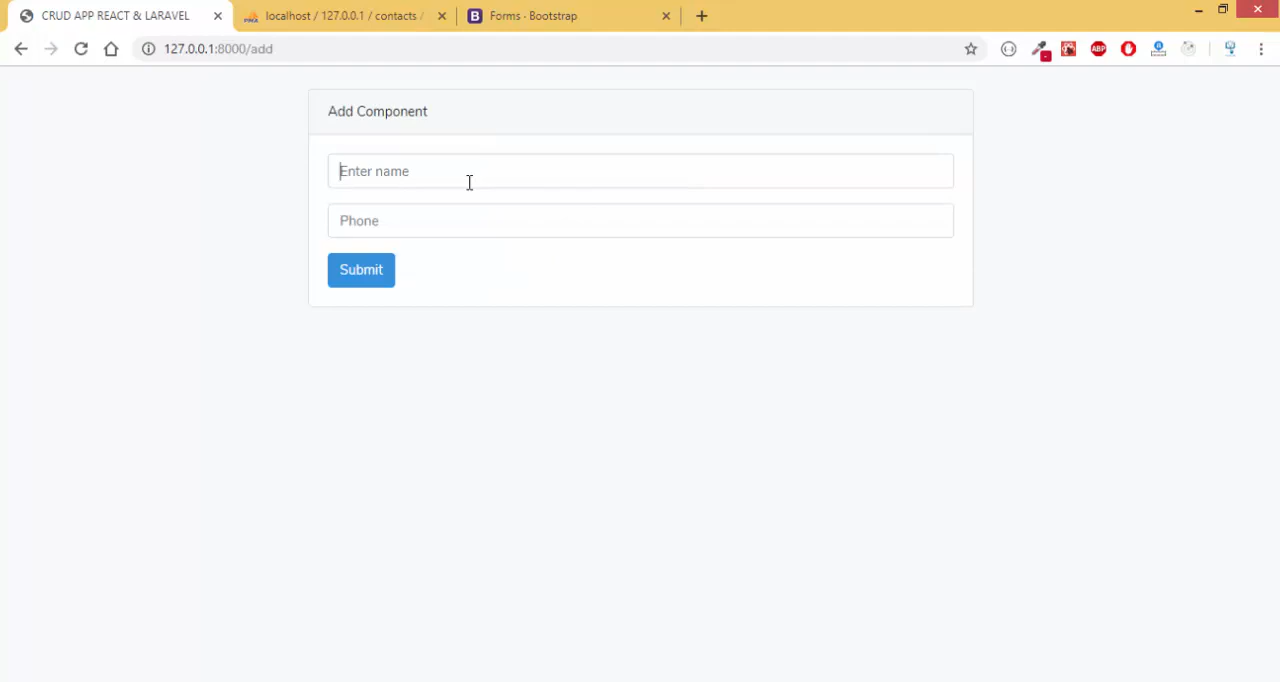 CRUD APP REACT & LARAVEL
localhost / 127.0.0.1 / contacts /
B Forms · Bootstrap
127.0.0.1:8000/add
ABP
Add Component
Enter name
Phone
Submit